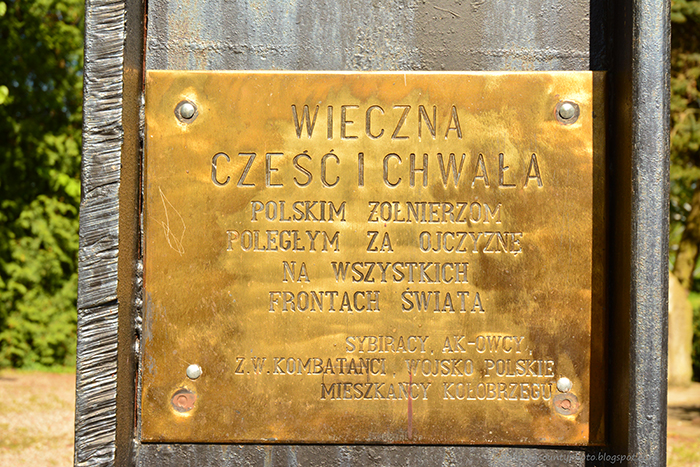 WIECZNA
CZEŚĆ I CHWAŁA
POLSKIM ŻOŁNIERZOM
POLEGŁYM ZA OJCZYZNĘ
NA WSZYSTKICH
FRONTACH ŚWIATA
SYBIRACY, AK-OWCY,
Z.W. KOMBATANCI, WOJSKO POLSKIE
MIESZKAŃCY KOŁOBRZEGU